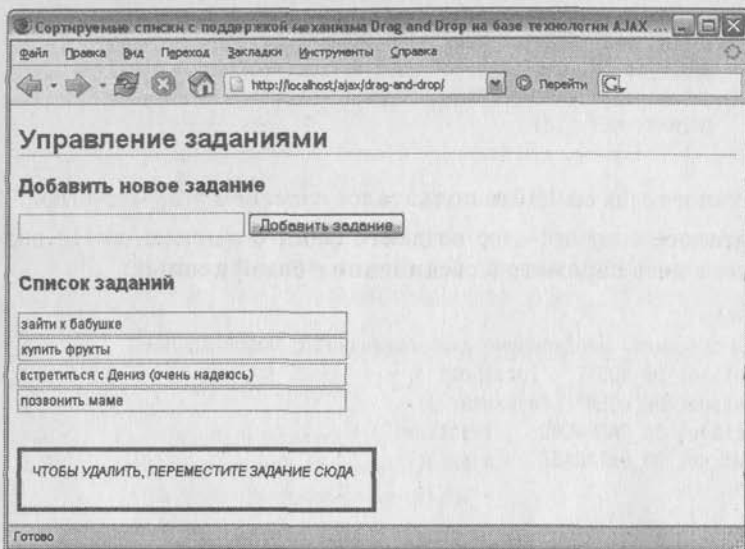 Сортируемые списки с поддержкой механизма Drag and Drop на базе технологии AJAX ...
Файл Правка Вид Переход Закладки Инструменты Справка
http://localhost/ajax/drag-and-drop/ Перейти
Управление заданиями
Добавить новое задание
Добавить задание
Список заданий
зайти к бабушке
купить фрукты
встретиться с Дениз (очень надеюсь)
позвонить маме
ЧТОБЫ УДАЛИТЬ, ПЕРЕМЕСТИТЕ ЗАДАНИЕ СЮДА
Готово